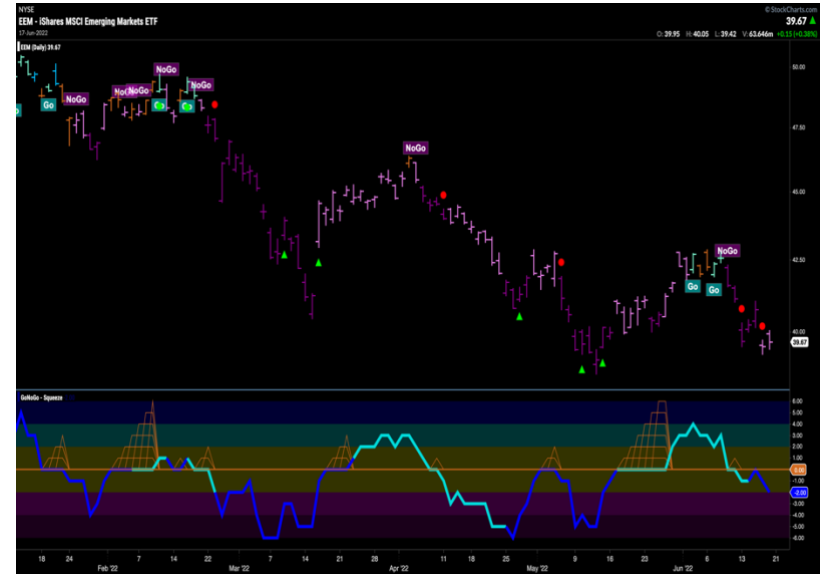 NYSE
© StockCharts.com
EEM - iShares MSCI Emerging Markets ETF
39.67
17-Jun-2022
O: 39.95 H: 40.05 L: 39.42 V: 63.646m +0.15 (+0.38%)
EEM (Daily) 39.67
50.00
NoGo
NoGo
NoGo
NoGo
Go
Go
47.50
NoGo
45.00
42.50
NoGo
Go
Go
40.00
39.67
GoNoGo - Squeeze
6.00
5.00
4.00
3.00
2.00
1.00
0.00
-1.00
-2.00
-3.00
-4.00
-5.00
-6.00
18 24 7 14 22 7 14 21 28 11 18 25 9 16 23 6 13 21
Feb '22 Mar '22 Apr '22 May '22 Jun '22